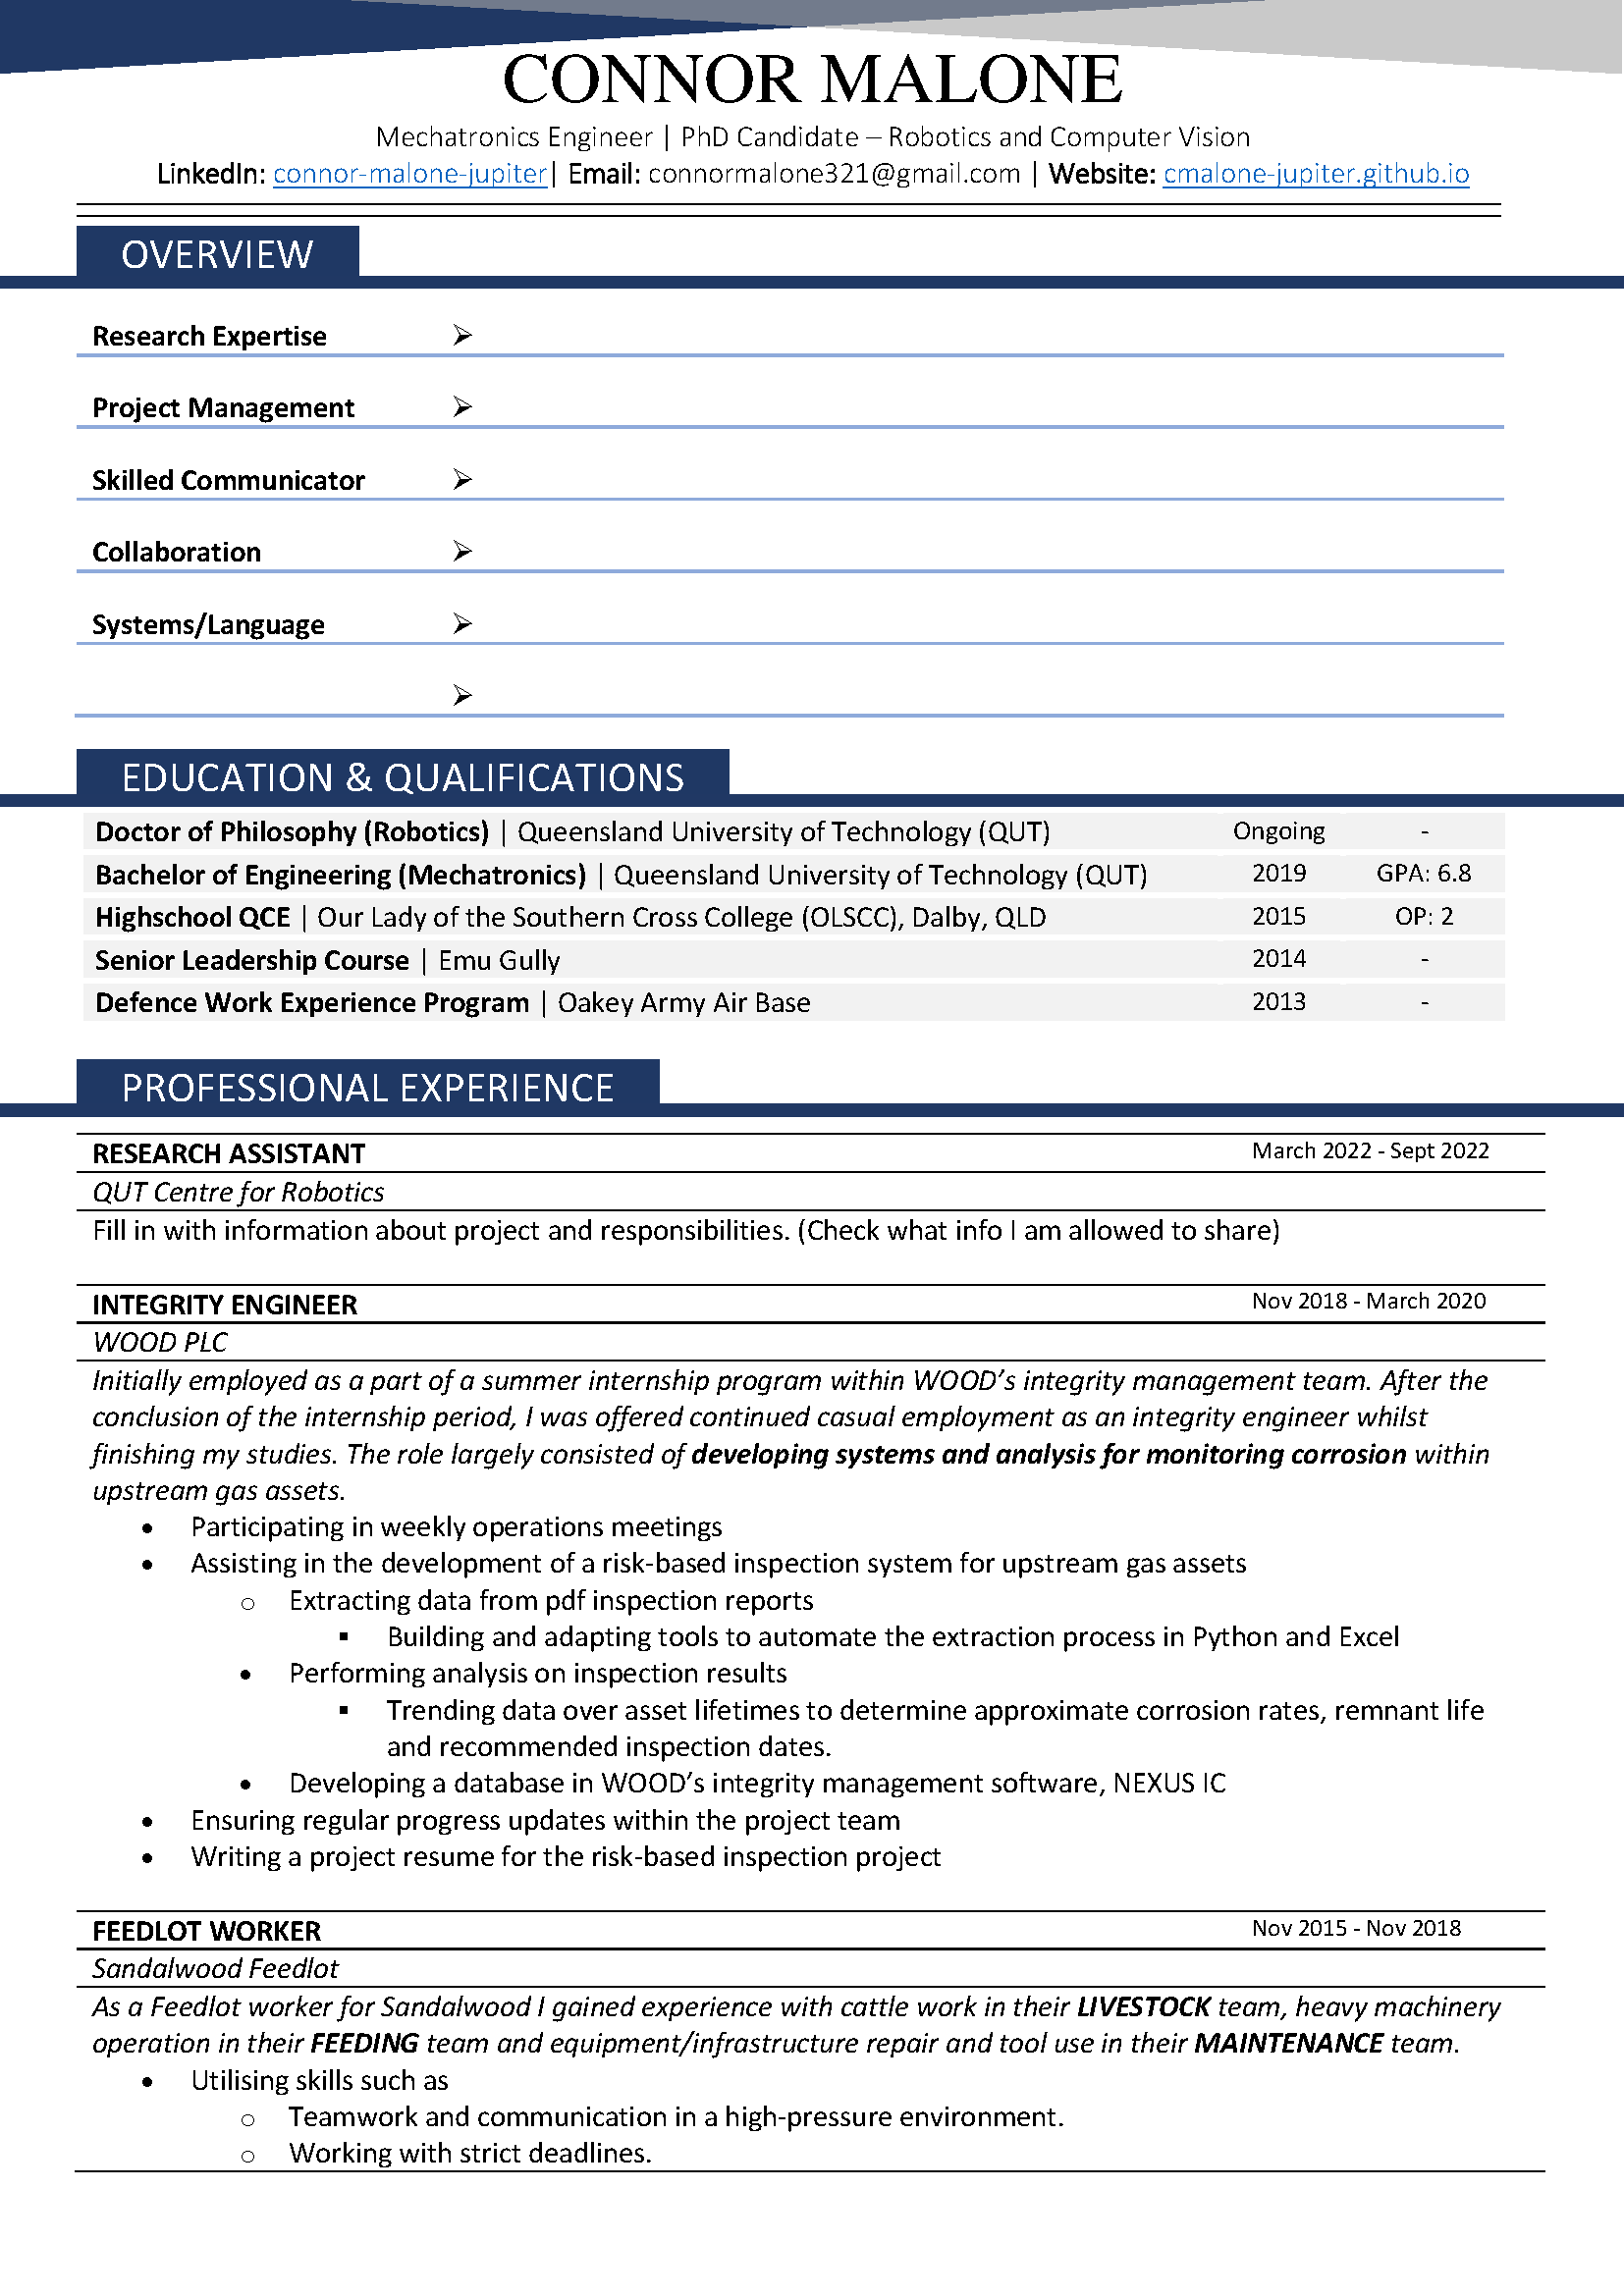 CONNOR MALONE
Mechatronics Engineer | PhD Candidate – Robotics and Computer Vision
LinkedIn: connor-malone-jupiter| Email: connormalone321@gmail.com | Website: cmalone-jupiter.github.io
OVERVIEW
Research Expertise ➢
Project Management ➢
Skilled Communicator ➢
Collaboration ➢
Systems/Language ➢
➢
EDUCATION & QUALIFICATIONS
Doctor of Philosophy (Robotics) | Queensland University of Technology (QUT) Ongoing -
Bachelor of Engineering (Mechatronics) | Queensland University of Technology (QUT) 2019 GPA: 6.8
Highschool QCE | Our Lady of the Southern Cross College (OLSCC), Dalby, QLD 2015 OP: 2
Senior Leadership Course | Emu Gully 2014 -
Defence Work Experience Program | Oakey Army Air Base 2013 -
PROFESSIONAL EXPERIENCE
RESEARCH ASSISTANT March 2022 - Sept 2022
QUT Centre for Robotics
Fill in with information about project and responsibilities. (Check what info I am allowed to share)
INTEGRITY ENGINEER Nov 2018 - March 2020
WOOD PLC
Initially employed as a part of a summer internship program within WOOD’s integrity management team. After the
conclusion of the internship period, I was offered continued casual employment as an integrity engineer whilst
finishing my studies. The role largely consisted of developing systems and analysis for monitoring corrosion within
upstream gas assets.
• Participating in weekly operations meetings
• Assisting in the development of a risk-based inspection system for upstream gas assets
o Extracting data from pdf inspection reports
▪ Building and adapting tools to automate the extraction process in Python and Excel
• Performing analysis on inspection results
▪ Trending data over asset lifetimes to determine approximate corrosion rates, remnant life
and recommended inspection dates.
• Developing a database in WOOD’s integrity management software, NEXUS IC
• Ensuring regular progress updates within the project team
• Writing a project resume for the risk-based inspection project
FEEDLOT WORKER Nov 2015 - Nov 2018
Sandalwood Feedlot
As a Feedlot worker for Sandalwood I gained experience with cattle work in their LIVESTOCK team, heavy machinery
operation in their FEEDING team and equipment/infrastructure repair and tool use in their MAINTENANCE team.
• Utilising skills such as
o Teamwork and communication in a high-pressure environment.
o Working with strict deadlines.